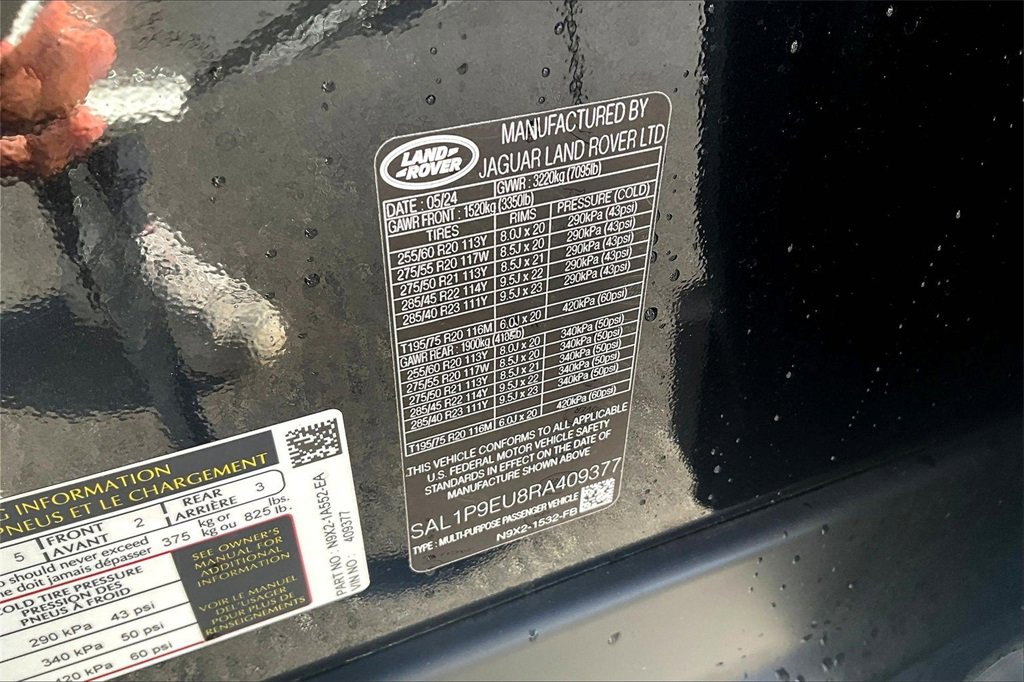 LAND-
-ROVER
MANUFACTURED BY
JAGUAR LAND ROVER LTD
DATE : 05/24 GVWR : 3220kg (7095lb)
GAWR FRONT : 1520kg (3350lb)
TIRES RIMS PRESSURE (COLD)
255/60 R20 113Y 8.0J x 20 290kPa (43psi)
275/55 R20 117W 8.5J x 20 290kPa (43psi)
275/50 R21 113Y 8.5J x 21 290kPa (43psi)
285/45 R22 114Y 9.5J x 22 290kPa (43psi)
285/40 R23 111Y 9.5J x 23 290kPa (43psi)
T195/75 R20 116M 6.0J x 20 420kPa (60psi)
GAWR REAR : 1900kg (4185lb)
255/60 R20 113Y 8.0J x 20 340kPa (50psi)
275/55 R20 117W 8.5J x 20 340kPa (50psi)
275/50 R21 113Y 8.5J x 21 340kPa (50psi)
285/45 R22 114Y 9.5J x 22 340kPa (50psi)
285/40 R23 111Y 9.5J x 23 340kPa (50psi)
T195/75 R20 116M 6.0J x 20 420kPa (60psi)
THIS VEHICLE CONFORMS TO ALL APPLICABLE
U.S. FEDERAL MOTOR VEHICLE SAFETY
STANDARDS IN EFFECT ON THE DATE OF
MANUFACTURE SHOWN ABOVE
SAL1P9EU8RA409377
TYPE : MULTI-PURPOSE PASSENGER VEHICLE
N9X2-1532-FB
INFORMATION
PNEUS ET LE CHARGEMENT
5 FRONT 2 REAR 3
AVANT ARRIÈRE
should never exceed 375 kg or 825 lbs.
ne doit jamais dépasser kg ou lb.
COLD TIRE PRESSURE
PRESSION DES
PNEUS À FROID
290 kPa 43 psi
340 kPa 50 psi
420 kPa 60 psi
SEE OWNER'S
MANUAL FOR
ADDITIONAL
INFORMATION
VOIR LE MANUEL
DE L'USAGER
POUR PLUS DE
RENSEIGNEMENTS
PART NO. N9X2-1A552-EA
VIN NO : 409377